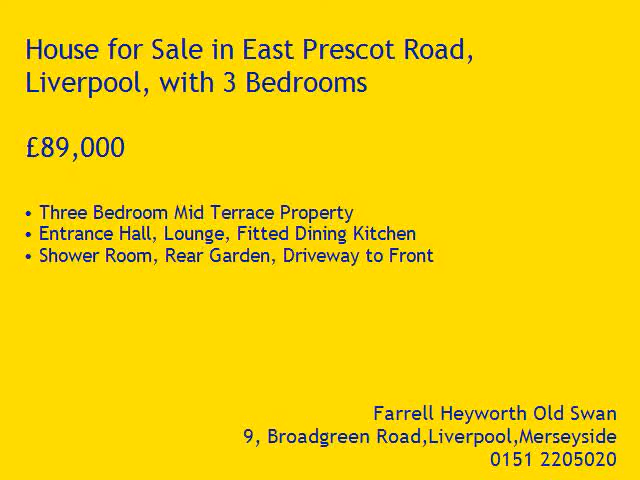 House for Sale in East Prescot Road,
Liverpool, with 3 Bedrooms
£89,000
• Three Bedroom Mid Terrace Property
• Entrance Hall, Lounge, Fitted Dining Kitchen
• Shower Room, Rear Garden, Driveway to Front
Farrell Heyworth Old Swan
9, Broadgreen Road,Liverpool,Merseyside
0151 2205020